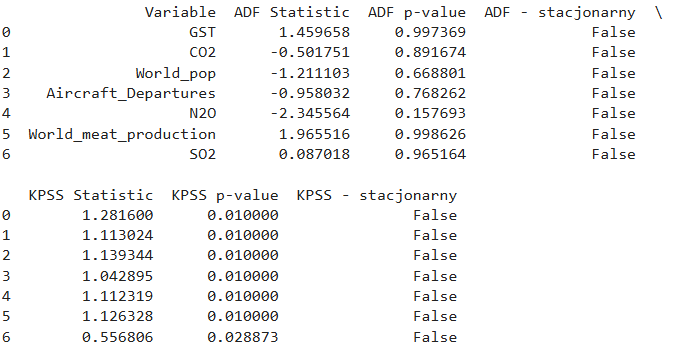 Variable ADF Statistic ADF p-value ADF - stacjonarny \
0 GST 1.459658 0.997369 False
1 CO2 -0.501751 0.891674 False
2 World_pop -1.211103 0.668801 False
3 Aircraft_Departures -0.958032 0.768262 False
4 N2O -2.345564 0.157693 False
5 World_meat_production 1.965516 0.998626 False
6 SO2 0.087018 0.965164 False
KPSS Statistic KPSS p-value KPSS - stacjonarny
0 1.281600 0.010000 False
1 1.113024 0.010000 False
2 1.139344 0.010000 False
3 1.042895 0.010000 False
4 1.112319 0.010000 False
5 1.126328 0.010000 False
6 0.556806 0.028873 False